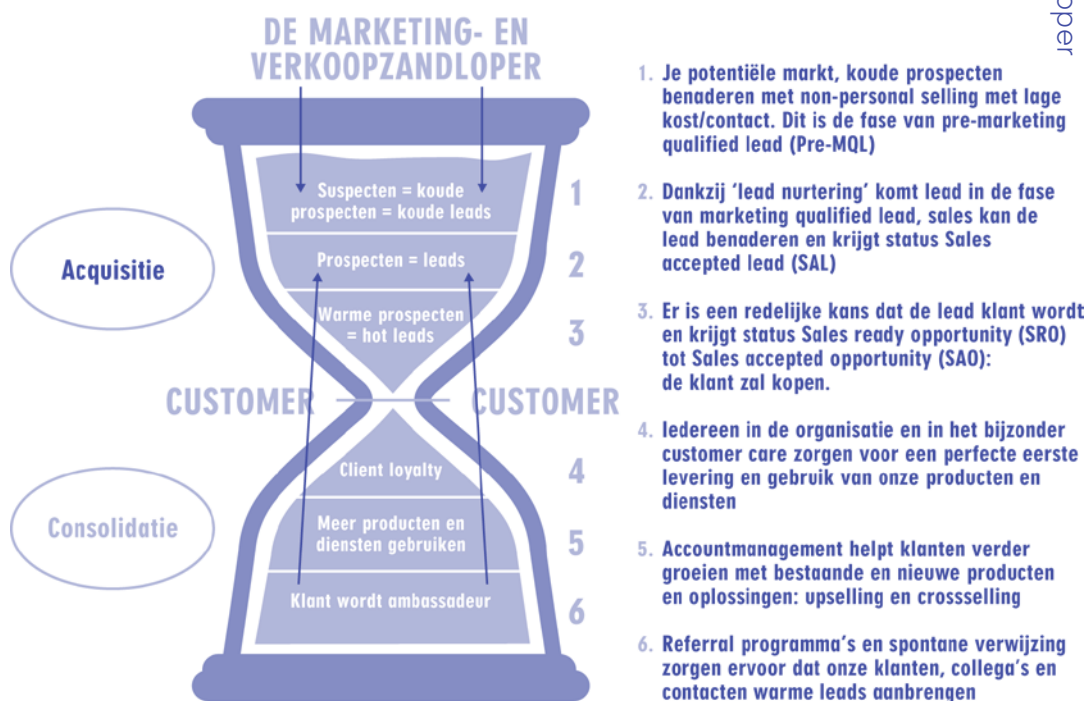 DE MARKETING- EN
VERKOOPZANDLOPER
Suspecten = koude
prospecten = koude leads
1
Prospecten = leads
2
Warme prospecten
= hot leads
3
Acquisitie
CUSTOMER
CUSTOMER
Client loyalty
4
Meer producten en
diensten gebruiken
5
Klant wordt ambassadeur
6
Consolidatie
oper
1. Je potentiële markt, koude prospecten
benaderen met non-personal selling met lage
kost/contact. Dit is de fase van pre-marketing
qualified lead (Pre-MQL)
2. Dankzij ‘lead nurtering’ komt lead in de fase
van marketing qualified lead, sales kan de
lead benaderen en krijgt status Sales
accepted lead (SAL)
3. Er is een redelijke kans dat de lead klant wordt
en krijgt status Sales ready opportunity (SRO)
tot Sales accepted opportunity (SAO):
de klant zal kopen.
4. Iedereen in de organisatie en in het bijzonder
customer care zorgen voor een perfecte eerste
levering en gebruik van onze producten en
diensten
5. Accountmanagement helpt klanten verder
groeien met bestaande en nieuwe producten
en oplossingen: upselling en crossselling
6. Referral programma’s en spontane verwijzing
zorgen ervoor dat onze klanten, collega’s en
contacten warme leads aanbrengen